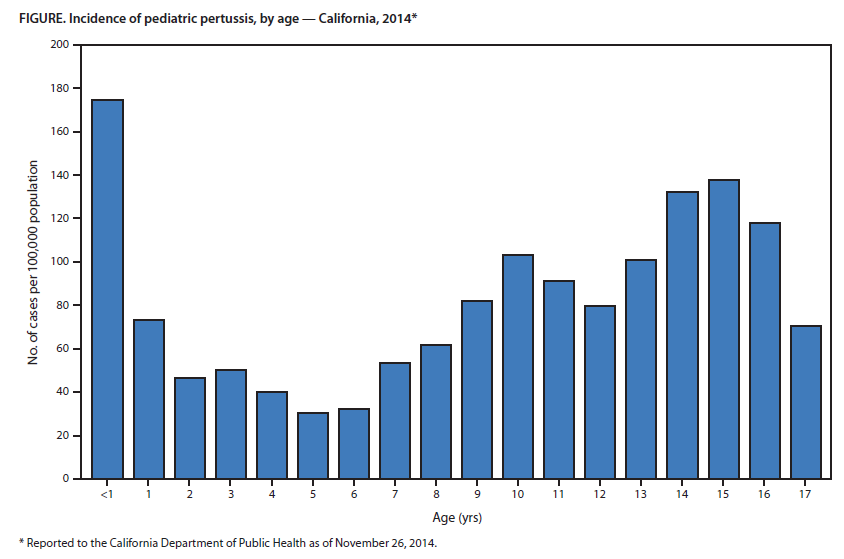 FIGURE. Incidence of pediatric pertussis, by age — California, 2014*
No. of cases per 100,000 population
200
180
160
140
120
100
80
60
40
20
0
<1 1 2 3 4 5 6 7 8 9 10 11 12 13 14 15 16 17
Age (yrs)
* Reported to the California Department of Public Health as of November 26, 2014.